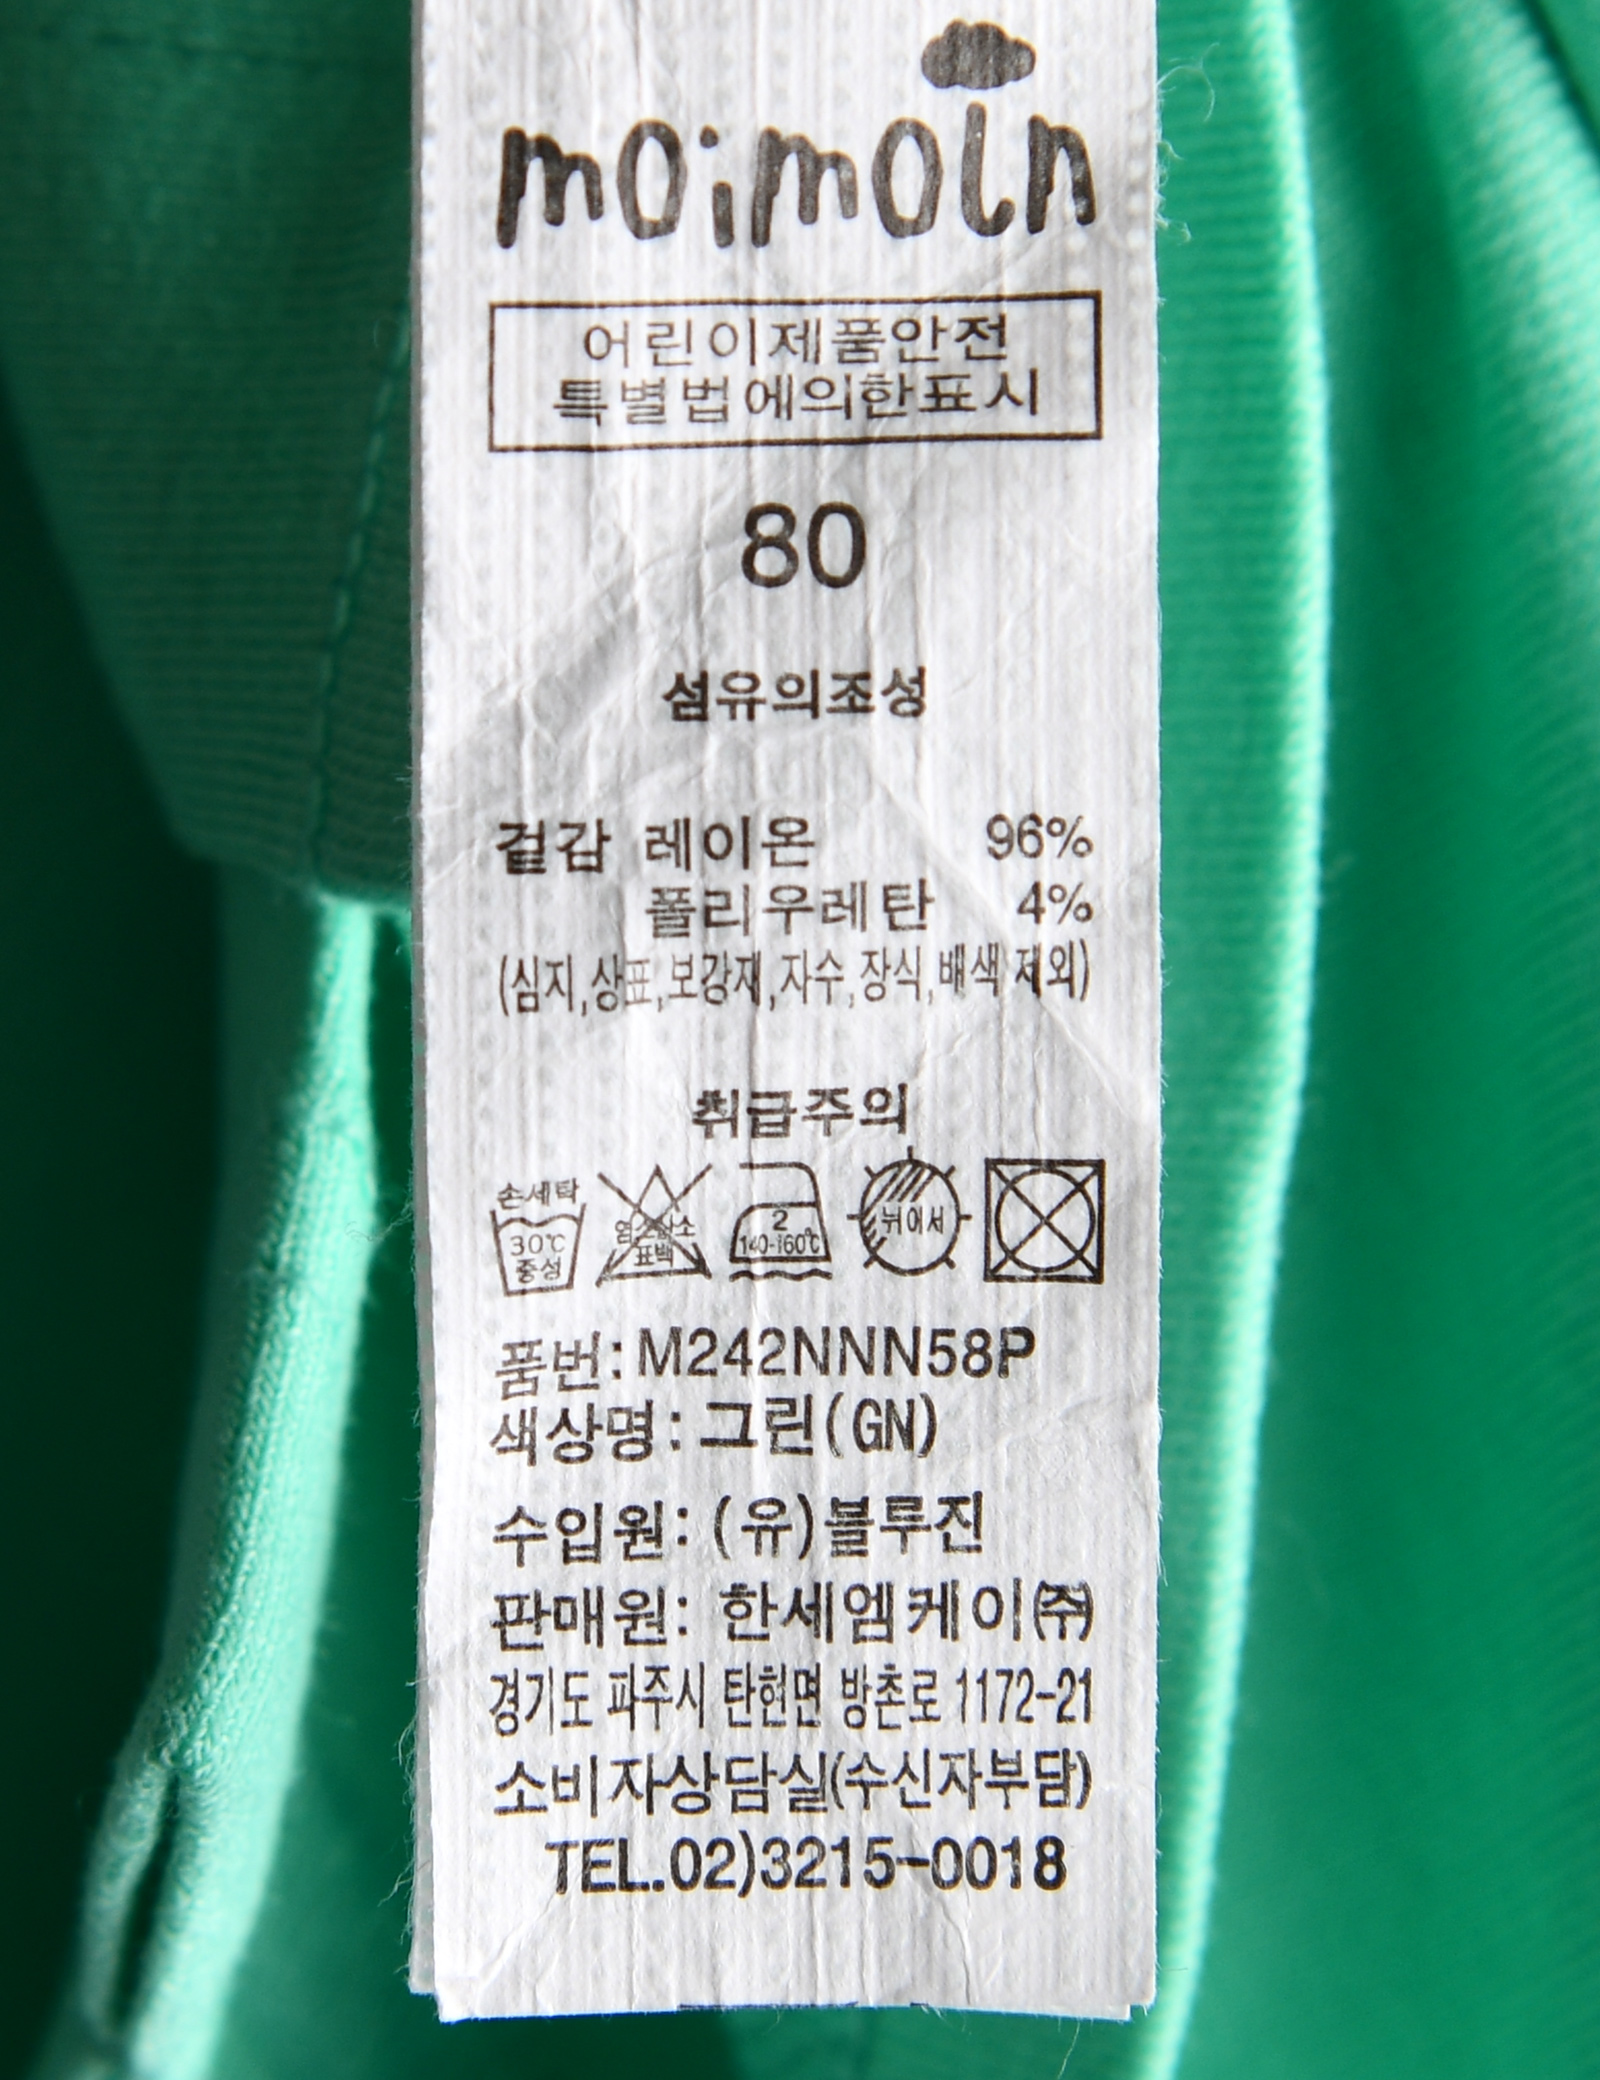 moimoln
어린이제품안전
특별법에의한표시
80
섬유의조성
겉감 레이온 96%
폴리우레탄 4%
(심지,상표,보강재,자수,장식,배색 제외)
취급주의
손세탁
30℃
중성
염소산소
표백
2
140-160℃
뉘어서
품번:M242NNN58P
색상명:그린(GN)
수입원: (유)블루진
판매원: 한세엠케이㈜
경기도 파주시 탄현면 방촌로 1172-21
소비자상담실(수신자부담)
TEL.02)3215-0018